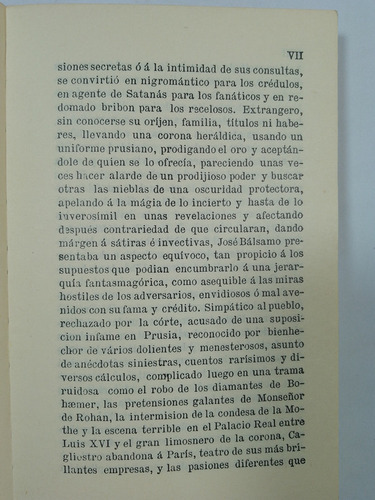 VII
siones secretas ó á la intimidad de sus consultas,
se convirtió en nigromántico para los crédulos,
en agente de Satanás para los fanáticos y en re-
domado bribon para los recelosos. Extrangero,
sin conocerse su oríjen, familia, títulos ni habe-
res, llevando una corona heráldica, usando un
uniforme prusiano, prodigando el oro y aceptán-
dole de quien se lo ofrecía, pareciendo unas ve-
ces hacer alarde de un prodijioso poder y buscar
otras las nieblas de una oscuridad protectora,
apelando á la mágia de lo incierto y hasta de lo
inverosímil en unas revelaciones y afectando
después contrariedad de que circularan, dando
márgen á sátiras é invectivas, José Bálsamo pre-
sentaba un aspecto equívoco, tan propicio á los
supuestos que podian encumbrarlo á una jerar-
quía fantasmagórica, como asequible á las miras
hostiles de los adversarios, envidiosos ó mal ave-
nidos con su fama y crédito. Simpático al pueblo,
rechazado por la córte, acusado de una suposi-
cion infame en Prusia, reconocido por bienhe-
chor de vários dolientes y menesterosos, asunto
de anécdotas siniestras, cuentos rarísimos y di-
versos cálculos, complicado luego en una trama
ruidosa como el robo de los diamantes de Bo-
hæmer, las pretensiones galantes de Monseñor
de Rohan, la intermision de la condesa de la Mo-
the y la escena terrible en el Palacio Real entre
Luis XVI y el gran limosnero de la corona, Ca-
gliostro abandona á París, teatro de sus más bri-
llantes empresas, y las pasiones diferentes que